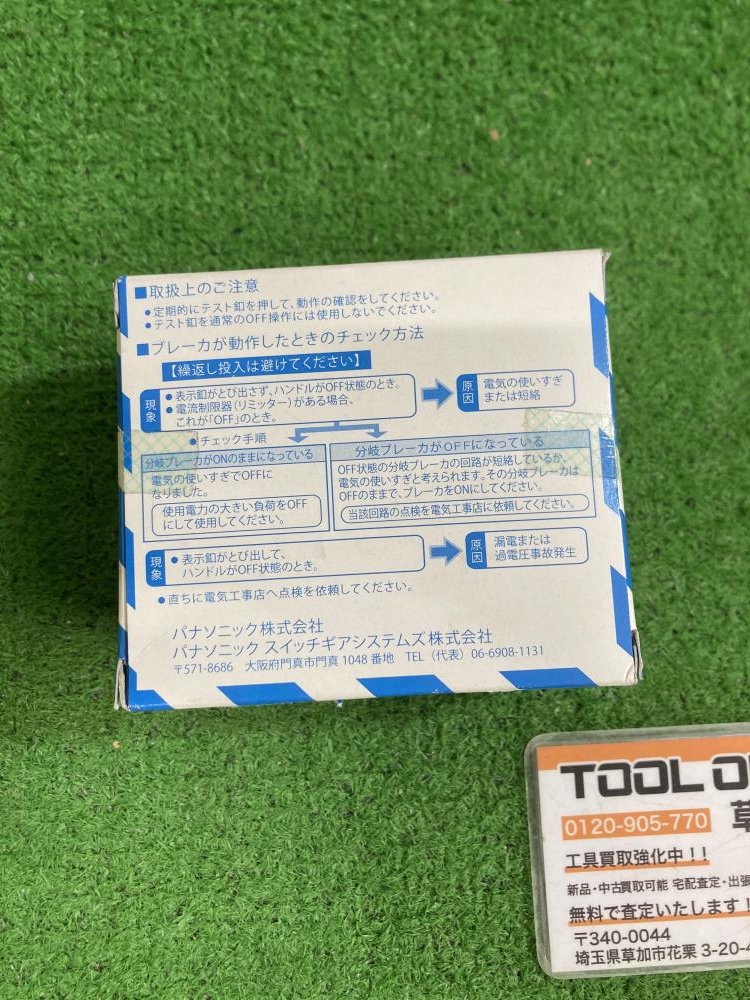 ■取扱上のご注意
●定期的にテスト釦を押して、動作の確認をしてください。
●テスト釦を通常のOFF操作には使用しないでください。
■ブレーカが動作したときのチェック方法
【繰返し投入は避けてください】
現象
●表示釦がとび出さず、ハンドルがOFF状態のとき。
●電流制限器（リミッター）がある場合、
これが「OFF」のとき。
原因
電気の使いすぎ
または短絡
●チェック手順
分岐ブレーカがONのままになっている
電気の使いすぎでOFFに
なりました。
使用電力の大きい負荷をOFF
にして使用してください。
分岐ブレーカがOFFになっている
OFF状態の分岐ブレーカの回路が短絡しているか、
電気の使いすぎと考えられます。その分岐ブレーカは
OFFのままで、ブレーカをONにしてください。
当該回路の点検を電気工事店に依頼してください。
現象
●表示釦がとび出して、
ハンドルがOFF状態のとき。
原因
漏電または
過電圧事故発生
●直ちに電気工事店へ点検を依頼してください。
パナソニック株式会社
パナソニック スイッチギアシステムズ株式会社
〒571-8686 大阪府門真市門真 1048 番地 TEL（代表）06-6908-1131
TOOL O
0120-905-770
草
工具買取強化中！！
新品・中古買取可能 宅配査定・出張
無料で査定いたします！
〒340-0044
埼玉県草加市花栗 3-20-4